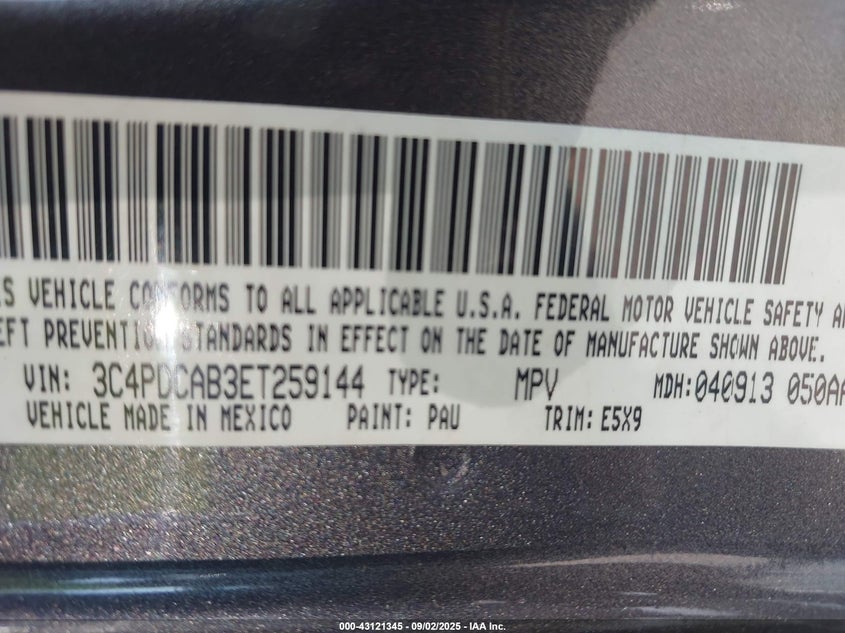 IS VEHICLE CONFORMS TO ALL APPLICABLE U.S.A. FEDERAL MOTOR VEHICLE SAFETY
EFT PREVENTION STANDARDS IN EFFECT ON THE DATE OF MANUFACTURE SHOWN ABOVE.
VIN: 3C4PDCAB3ET259144 TYPE: MPV MDH: 040913 050AA
VEHICLE MADE IN MEXICO PAINT: PAU TRIM: E5X9
000-43121345 - 09/02/2025 - IAA Inc.